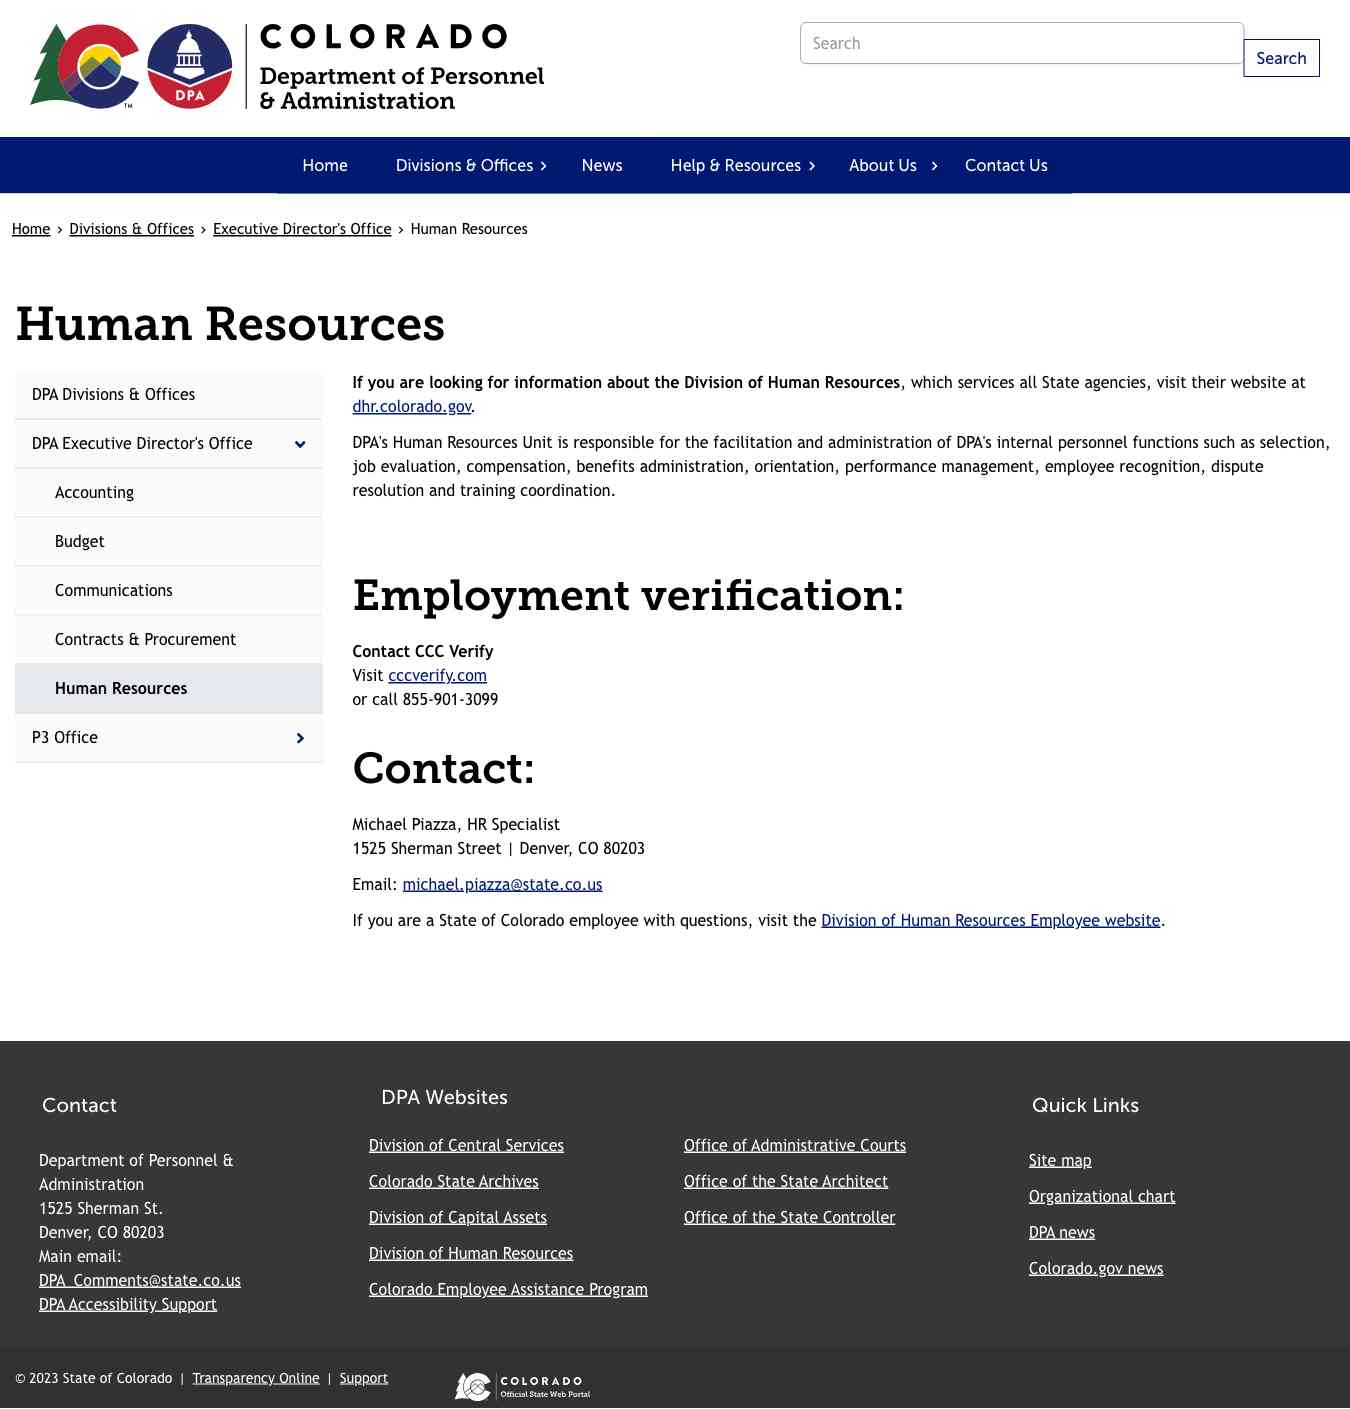 COLORADO
Department of Personnel
& Administration
DPA
TM
Search
Search
Home
Divisions & Offices
News
Help & Resources
About Us
Contact Us
Home › Divisions & Offices › Executive Director's Office › Human Resources
Human Resources
DPA Divisions & Offices
DPA Executive Director's Office
Accounting
Budget
Communications
Contracts & Procurement
Human Resources
P3 Office
If you are looking for information about the Division of Human Resources, which services all State agencies, visit their website at
dhr.colorado.gov.
DPA's Human Resources Unit is responsible for the facilitation and administration of DPA's internal personnel functions such as selection,
job evaluation, compensation, benefits administration, orientation, performance management, employee recognition, dispute
resolution and training coordination.
Employment verification:
Contact CCC Verify
Visit cccverify.com
or call 855-901-3099
Contact:
Michael Piazza, HR Specialist
1525 Sherman Street | Denver, CO 80203
Email: michael.piazza@state.co.us
If you are a State of Colorado employee with questions, visit the Division of Human Resources Employee website.
Contact
Department of Personnel &
Administration
1525 Sherman St.
Denver, CO 80203
Main email:
DPA_Comments@state.co.us
DPA Accessibility Support
DPA Websites
Division of Central Services
Colorado State Archives
Division of Capital Assets
Division of Human Resources
Colorado Employee Assistance Program
Office of Administrative Courts
Office of the State Architect
Office of the State Controller
Quick Links
Site map
Organizational chart
DPA news
Colorado.gov news
© 2023 State of Colorado | Transparency Online | Support
COLORADO
Official State Web Portal